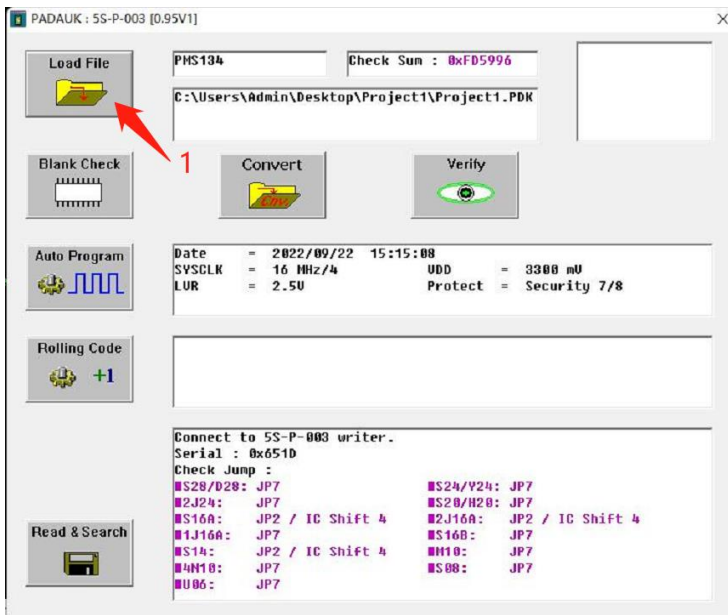 PADAUK : 5S-P-003 [0.95V1]
Load File
PMS134
Check Sum : 0xFD5996
C:\Users\Admin\Desktop\Project1\Project1.PDK
1
Blank Check
Convert
Cnv
Verify
Auto Program
Date = 2022/09/22 15:15:08
SYSCLK = 16 MHz/4 VDD = 3300 mV
LVR = 2.5V Protect = Security 7/8
Rolling Code
+1
Connect to 5S-P-003 writer.
Serial : 0x651D
Check Jump :
■S28/D28: JP7 ■S24/Y24: JP7
■2J24: JP7 ■S20/H20: JP7
■S16A: JP2 / IC Shift 4 ■2J16A: JP2 / IC Shift 4
■1J16A: JP7 ■S16B: JP7
■S14: JP2 / IC Shift 4 ■M10: JP7
■4N10: JP7 ■S08: JP7
■U06: JP7
Read & Search